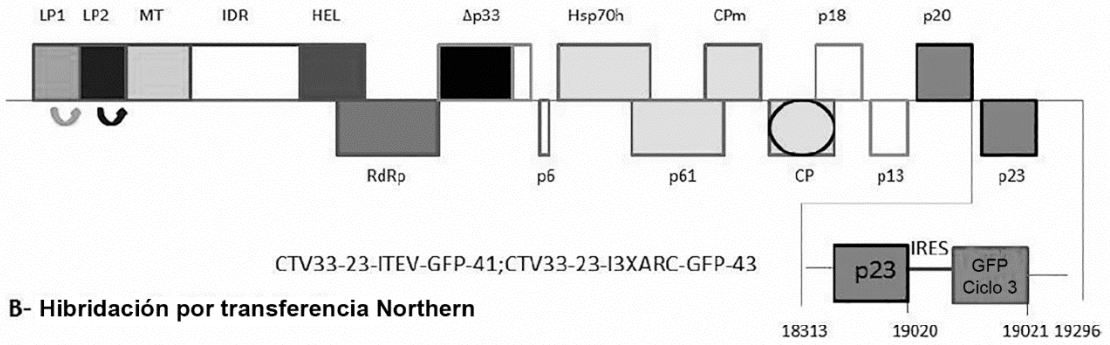 LP1 LP2 MT IDR HEL Δp33 Hsp70h CPm p18 p20
RdRp p6 p61 CP p13 p23
CTV33-23-ITEV-GFP-41;CTV33-23-I3XARC-GFP-43
p23 IRES GFP
Ciclo 3
B- Hibridación por transferencia Northern
18313 19020 19021 19296